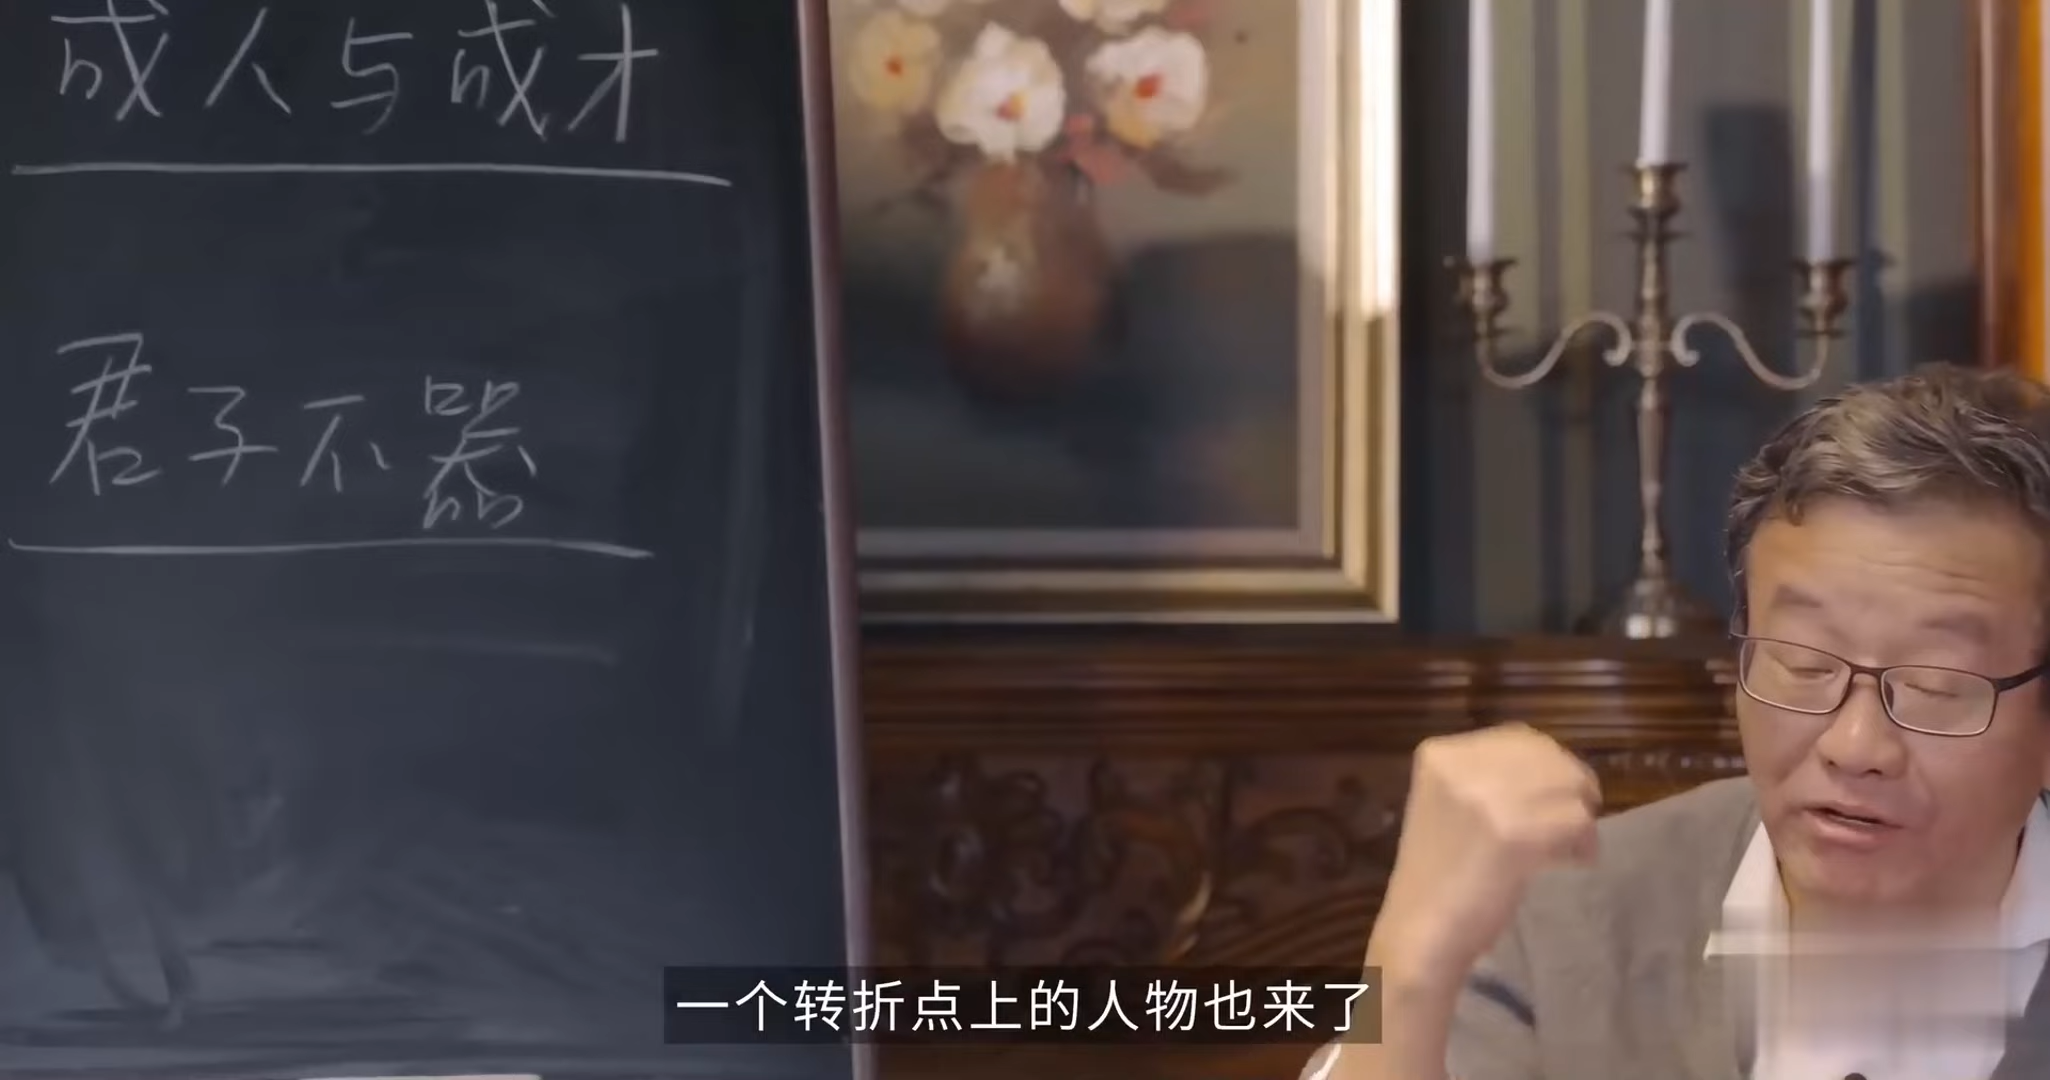 成人与成才
君子不器
一个转折点上的人物也来了